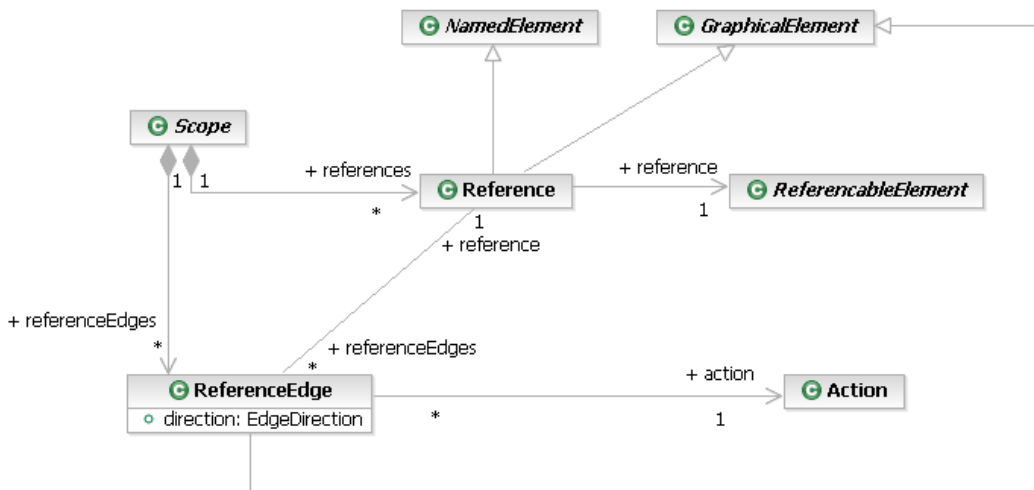 NamedElement
GraphicalElement
Scope
1
1
+ references
*
Reference
+ reference
1
ReferencableElement
1
+ reference
+ referenceEdges
*
+ referenceEdges
*
ReferenceEdge
direction: EdgeDirection
*
+ action
1
Action